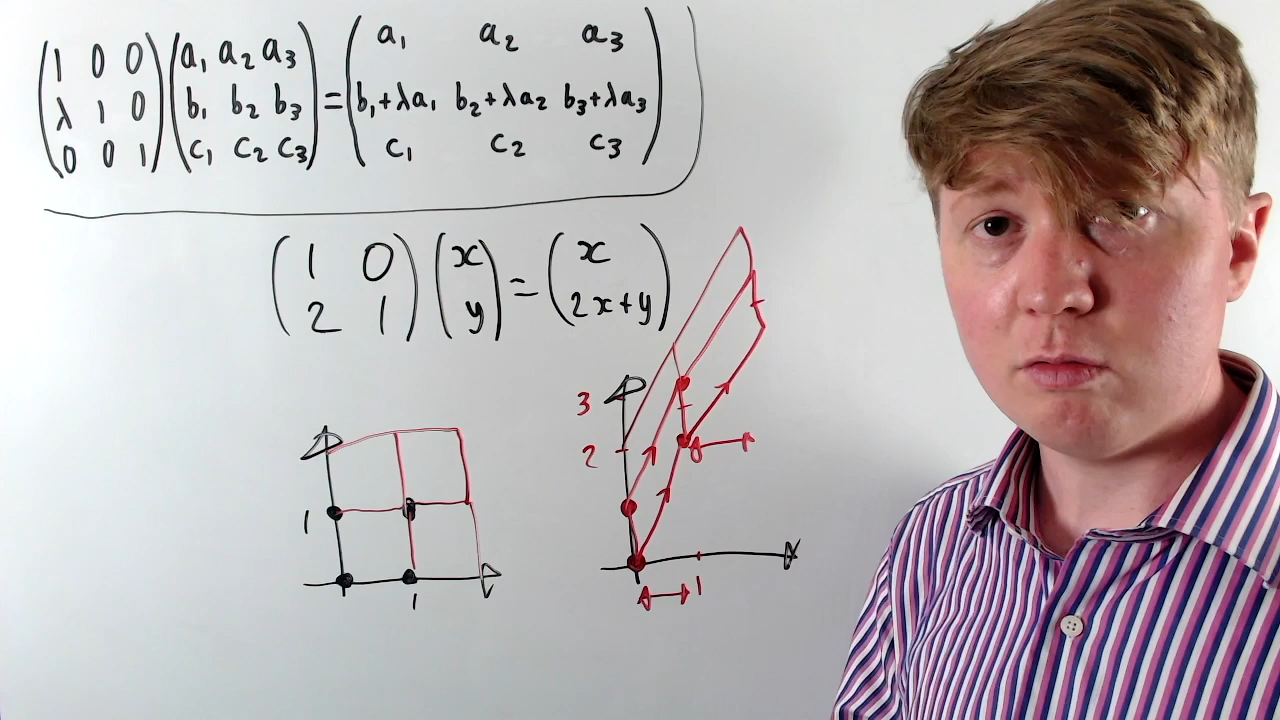 (1 0 0) (a₁ a₂ a₃) = (a₁ a₂ a₃)
(λ 1 0) (b₁ b₂ b₃) = (b₁+λa₁ b₂+λa₂ b₃+λa₃)
(0 0 1) (c₁ c₂ c₃) = (c₁ c₂ c₃)
(1 0) (x) = (x)
(2 1) (y) = (2x+y)
3
2
1
1
1